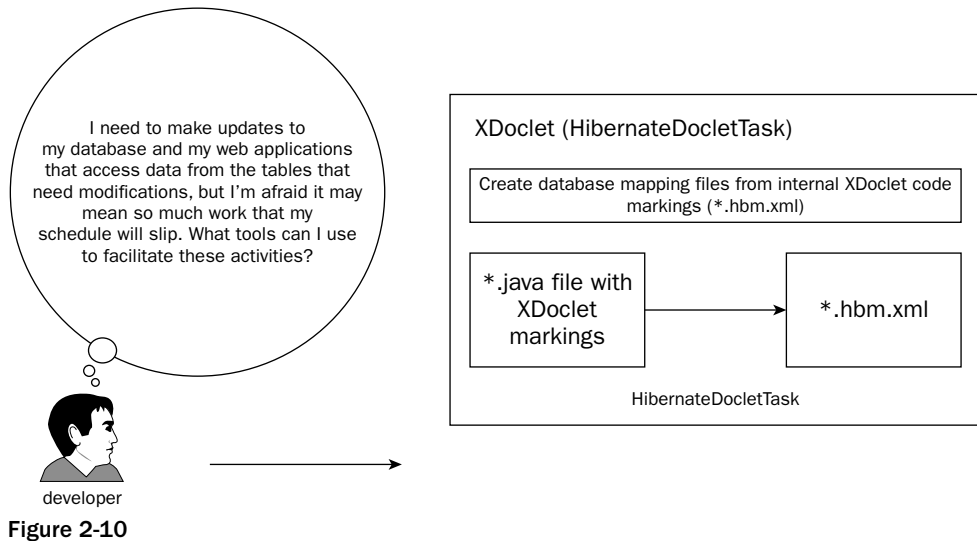 I need to make updates to
my database and my web applications
that access data from the tables that
need modifications, but I'm afraid it may
mean so much work that my
schedule will slip. What tools can I use
to facilitate these activities?
developer
XDoclet (HibernateDocletTask)
Create database mapping files from internal XDoclet code
markings (*.hbm.xml)
*.java file with
XDoclet
markings
*.hbm.xml
HibernateDocletTask
Figure 2-10